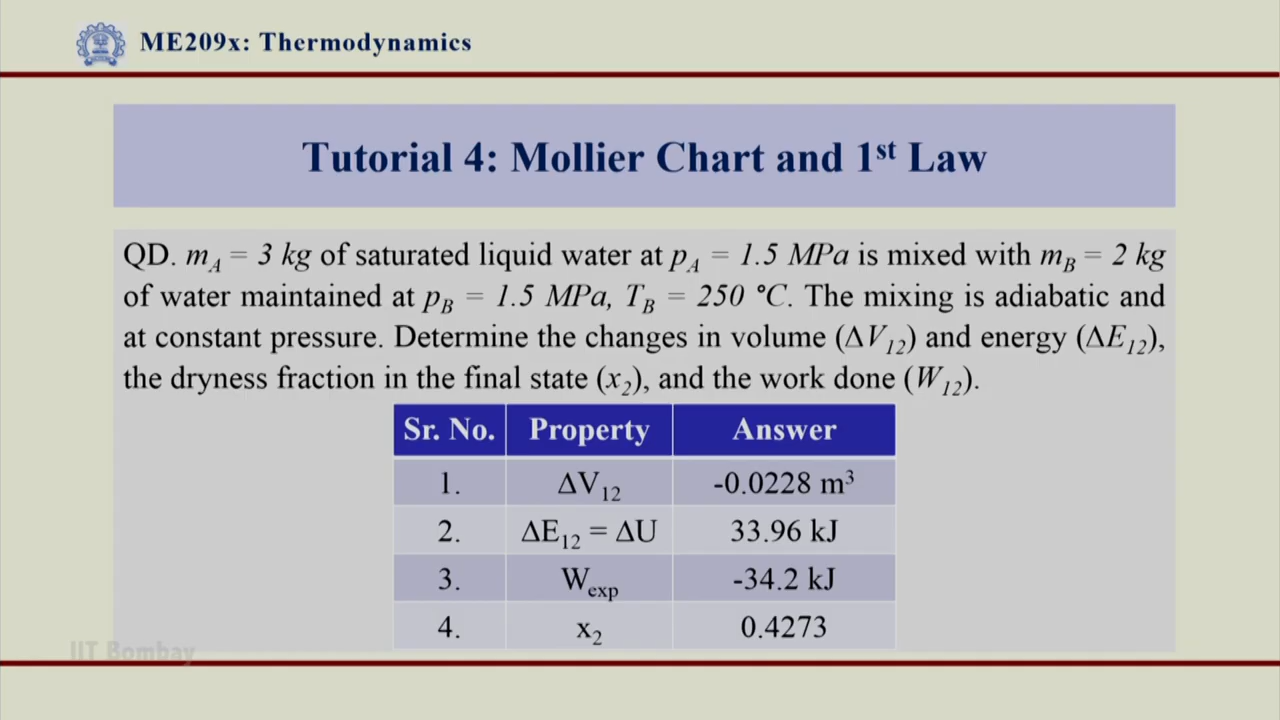 ME209x: Thermodynamics
Tutorial 4: Mollier Chart and 1st Law
QD. mA = 3 kg of saturated liquid water at pA = 1.5 MPa is mixed with mB = 2 kg
of water maintained at pB = 1.5 MPa, TB = 250 °C. The mixing is adiabatic and
at constant pressure. Determine the changes in volume (ΔV12) and energy (ΔE12),
the dryness fraction in the final state (x2), and the work done (W12).
Sr. No. Property Answer
1. ΔV12 -0.0228 m3
2. ΔE12 = ΔU 33.96 kJ
3. Wexp -34.2 kJ
4. x2 0.4273
IIT Bombay